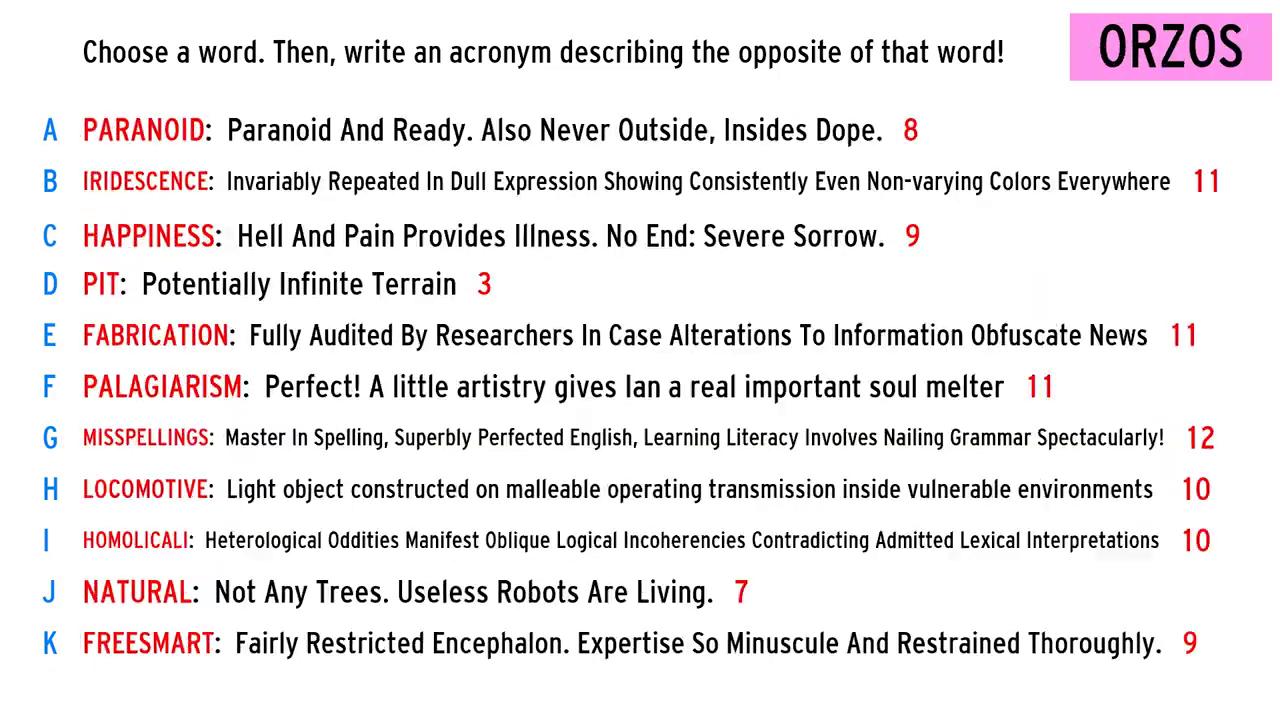 Choose a word. Then, write an acronym describing the opposite of that word!
ORZOS
A PARANOID: Paranoid And Ready. Also Never Outside, Insides Dope. 8
B IRIDESCENCE: Invariably Repeated In Dull Expression Showing Consistently Even Non-varying Colors Everywhere 11
C HAPPINESS: Hell And Pain Provides Illness. No End: Severe Sorrow. 9
D PIT: Potentially Infinite Terrain 3
E FABRICATION: Fully Audited By Researchers In Case Alterations To Information Obfuscate News 11
F PALAGIARISM: Perfect! A little artistry gives Ian a real important soul melter 11
G MISSPELLINGS: Master In Spelling, Superbly Perfected English, Learning Literacy Involves Nailing Grammar Spectacularly! 12
H LOCOMOTIVE: Light object constructed on malleable operating transmission inside vulnerable environments 10
I HOMOLICALI: Heterological Oddities Manifest Oblique Logical Incoherencies Contradicting Admitted Lexical Interpretations 10
J NATURAL: Not Any Trees. Useless Robots Are Living. 7
K FREESMART: Fairly Restricted Encephalon. Expertise So Minuscule And Restrained Thoroughly. 9